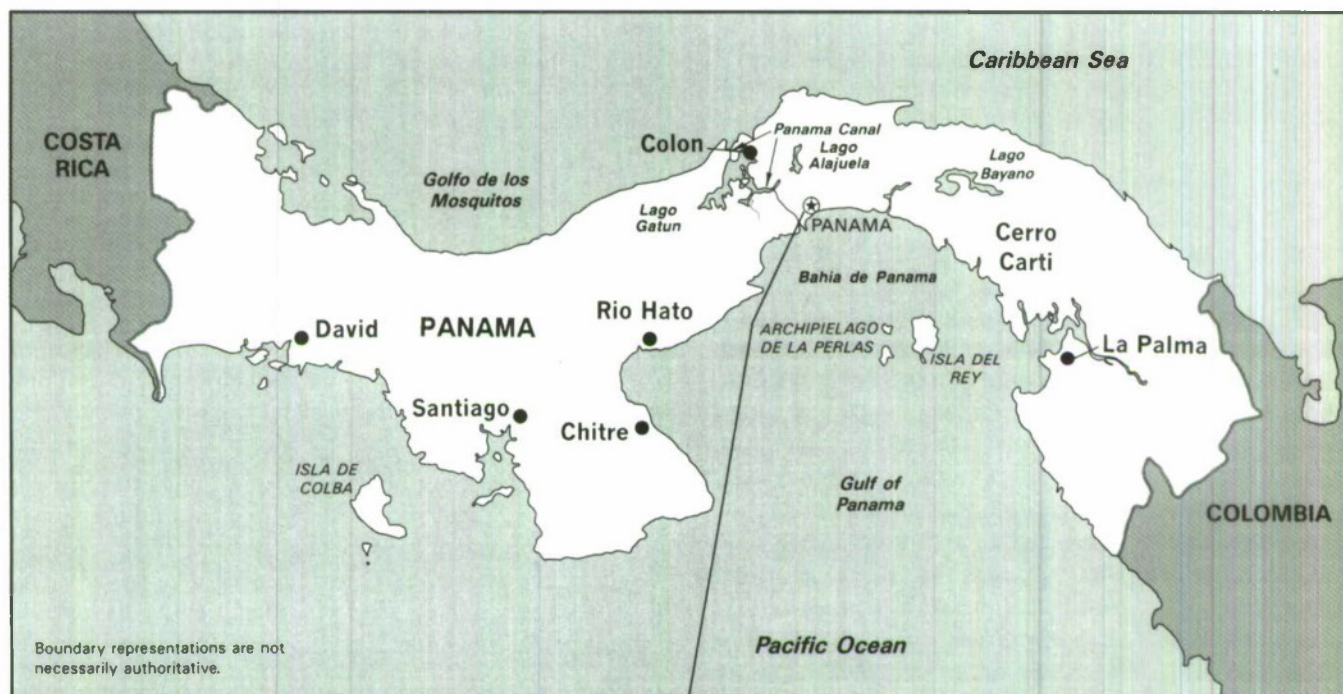 Caribbean Sea
COSTA
RICA
Colon
Panama Canal
Lago
Alajuela
Lago
Bayano
Golfo de los
Mosquitos
Lago
Gatun
PANAMA
Cerro
Carti
Bahia de Panama
David
PANAMA
Rio Hato
ARCHIPIELAGO
DE LA PERLAS
ISLA DEL
REY
La Palma
Santiago
Chitre
ISLA DE
COLBA
Gulf of
Panama
COLOMBIA
Boundary representations are not
necessarily authoritative.
Pacific Ocean